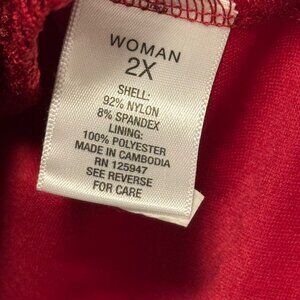 WOMAN
2X
SHELL:
92% NYLON
8% SPANDEX
LINING:
100% POLYESTER
MADE IN CAMBODIA
RN 125947
SEE REVERSE
FOR CARE